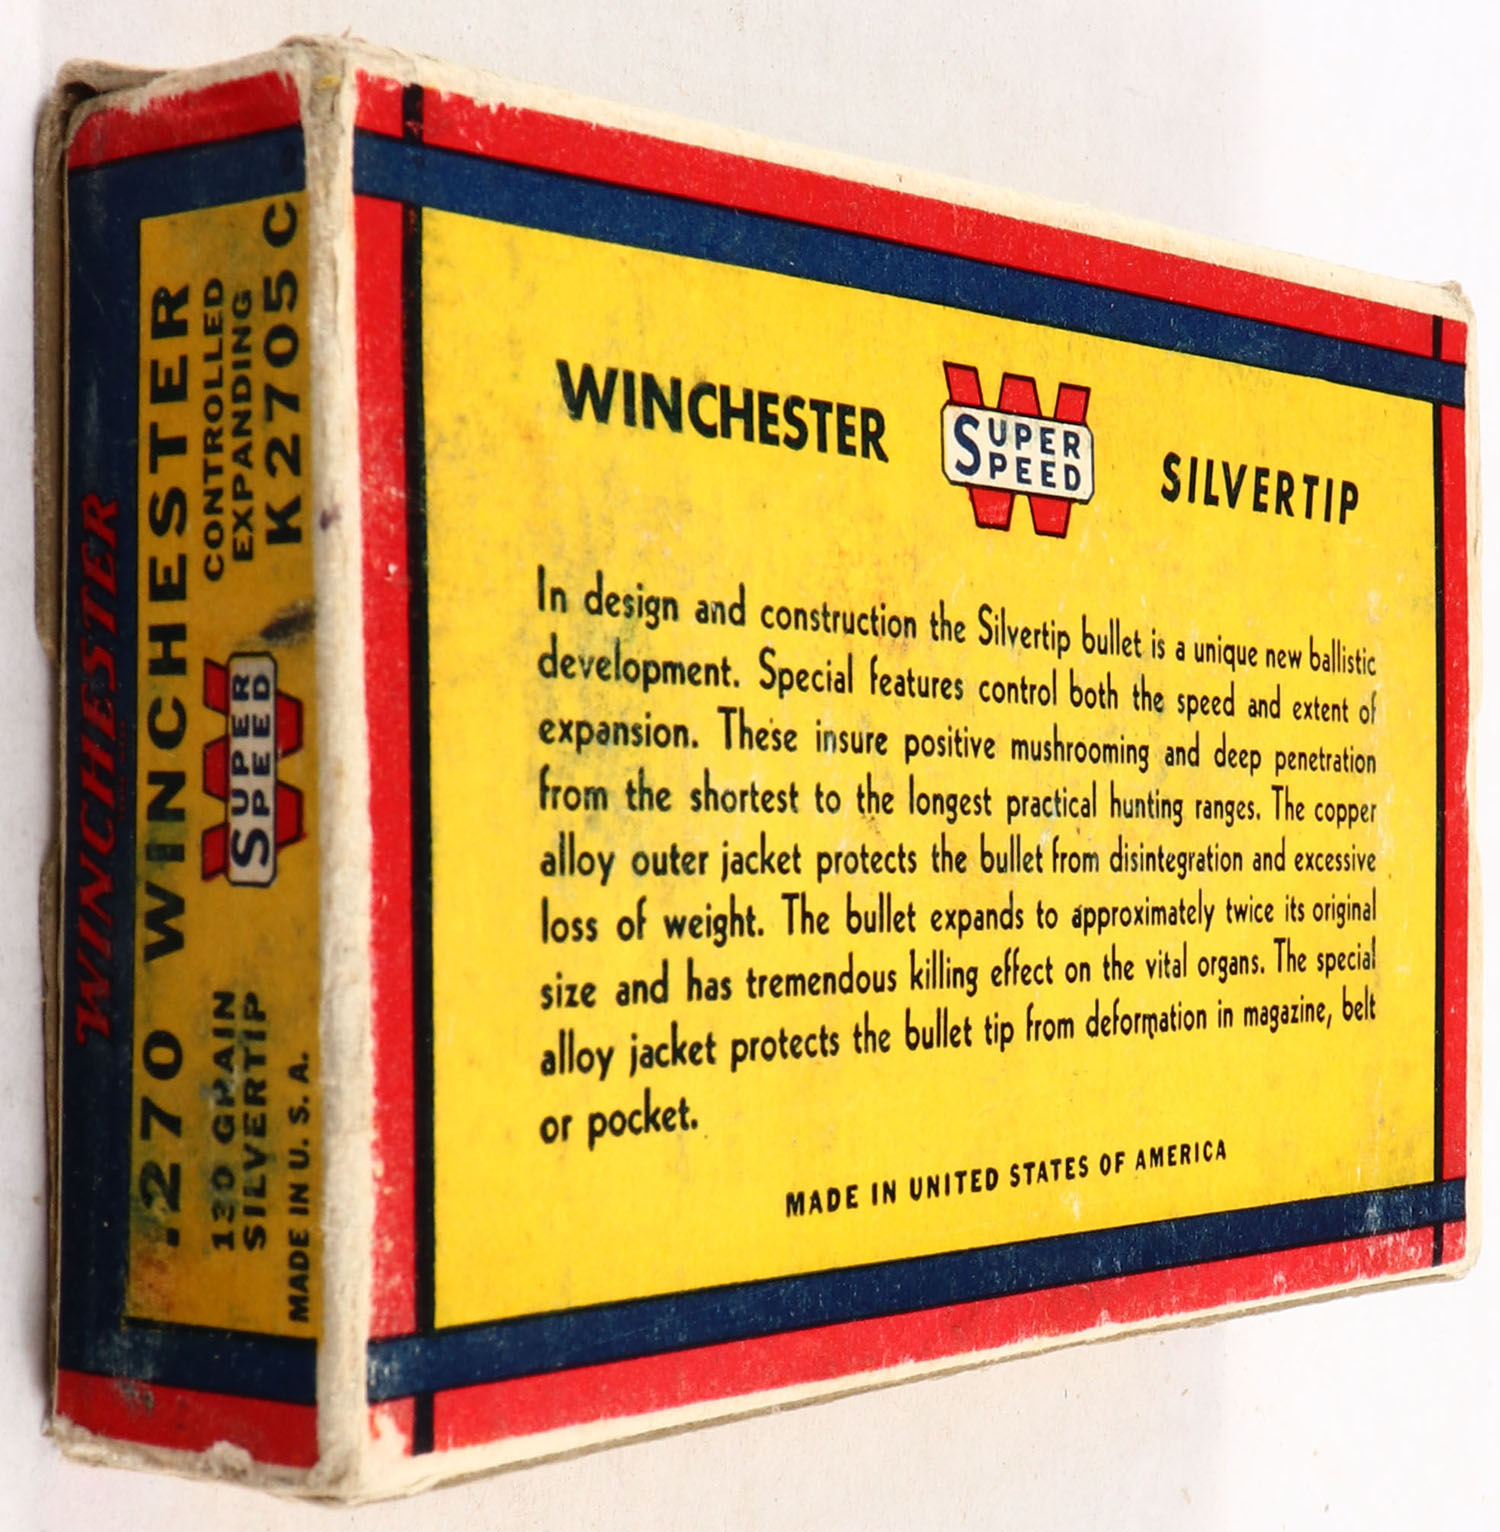 WINCHESTER
.270 WINCHESTER
130 GRAIN
SILVERTIP
SUPER
SPEED
CONTROLLED
EXPANDING
K2705C
MADE IN U.S.A.
WINCHESTER
SUPER
SPEED
SILVERTIP
In design and construction the Silvertip bullet is a unique new ballistic
development. Special features control both the speed and extent of
expansion. These insure positive mushrooming and deep penetration
from the shortest to the longest practical hunting ranges. The copper
alloy outer jacket protects the bullet from disintegration and excessive
loss of weight. The bullet expands to approximately twice its original
size and has tremendous killing effect on the vital organs. The special
alloy jacket protects the bullet tip from deformation in magazine, belt
or pocket.
MADE IN UNITED STATES OF AMERICA